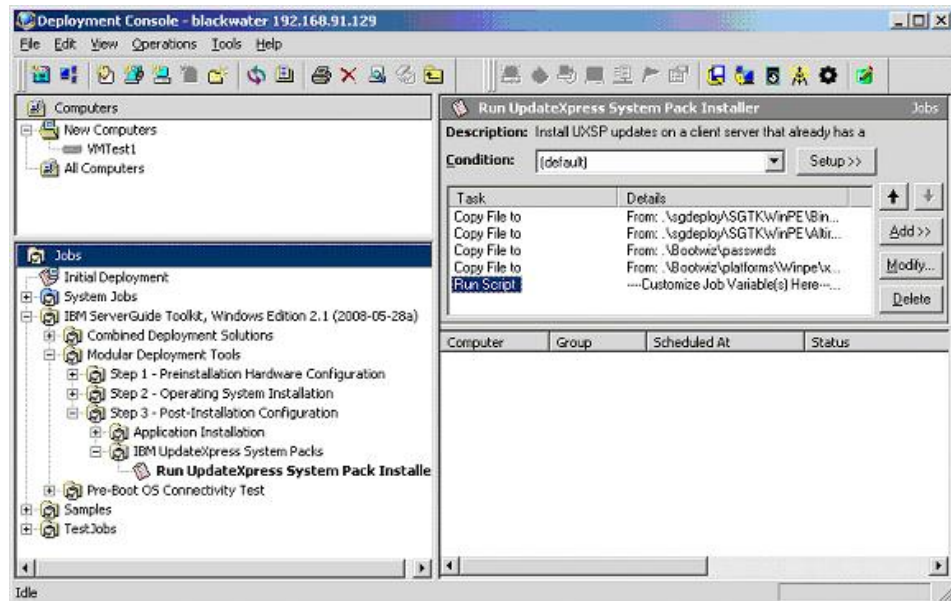 Deployment Console - blackwater 192.168.91.129
File Edit View Operations Tools Help
Computers
New Computers
VMTest1
All Computers
Jobs
Initial Deployment
System Jobs
IBM ServerGuide Toolkit, Windows Edition 2.1 (2008-05-28a)
Combined Deployment Solutions
Modular Deployment Tools
Step 1 - Preinstallation Hardware Configuration
Step 2 - Operating System Installation
Step 3 - Post-Installation Configuration
Application Installation
IBM UpdateXpress System Packs
Run UpdateXpress System Pack Installe
Pre-Boot OS Connectivity Test
Samples
TestJobs
Run UpdateXpress System Pack Installer Jobs
Description: Install UXSP updates on a client server that already has a
Condition: (default) Setup >>
Task Details
Copy File to From: .\sgdeploy\SGTKWinPE\Bin...
Copy File to From: .\sgdeploy\SGTKWinPE\Altir...
Copy File to From: .\Bootwiz\passwrds
Copy File to From: .\Bootwiz\platforms\Winpe\x...
Run Script ----Customize Job Variable(s) Here---...
Add >>
Modify...
Delete
Computer Group Scheduled At Status
Idle